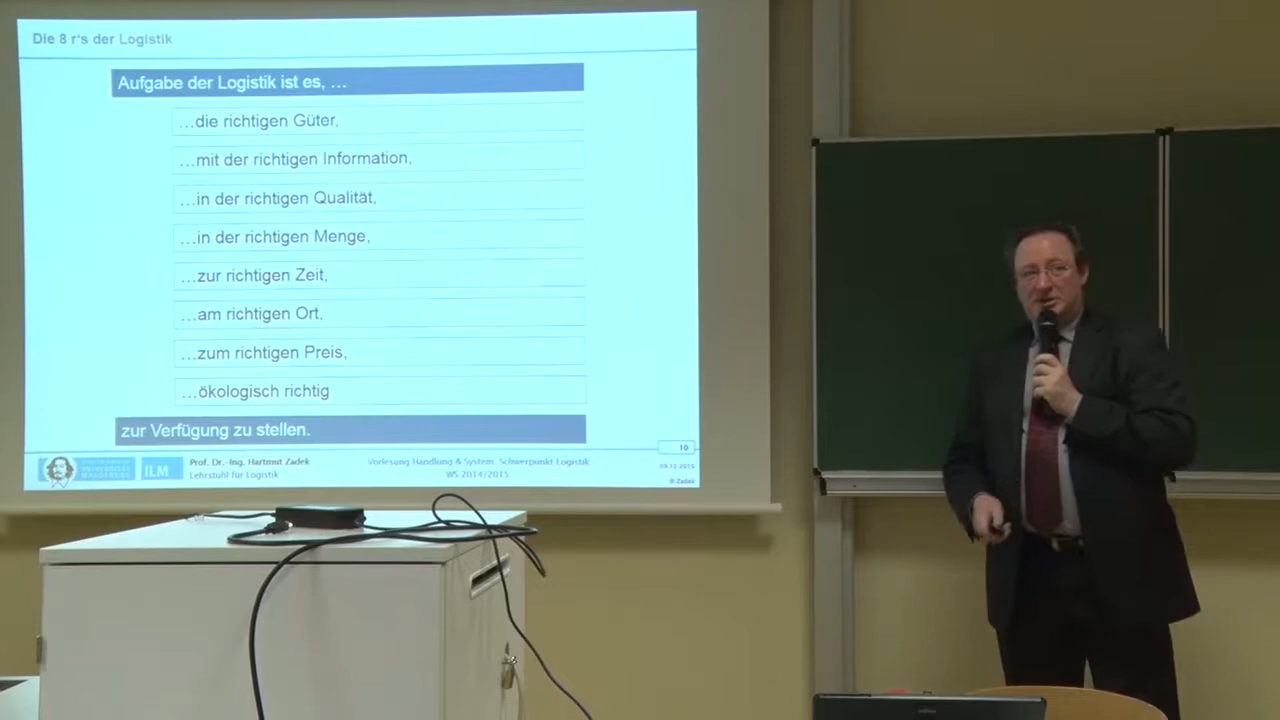 Die 8 r's der Logistik
Aufgabe der Logistik ist es, …
…die richtigen Güter,
…mit der richtigen Information,
…in der richtigen Qualität,
…in der richtigen Menge,
…zur richtigen Zeit,
…am richtigen Ort,
…zum richtigen Preis,
…ökologisch richtig
zur Verfügung zu stellen.
10
UNIVERSITÄT
MAGDEBURG
ILM
Prof. Dr.-Ing. Hartmut Zadek
Lehrstuhl für Logistik
Vorlesung Handlung & System: Schwerpunkt Logistik
WS 2014/2015
© Zadek